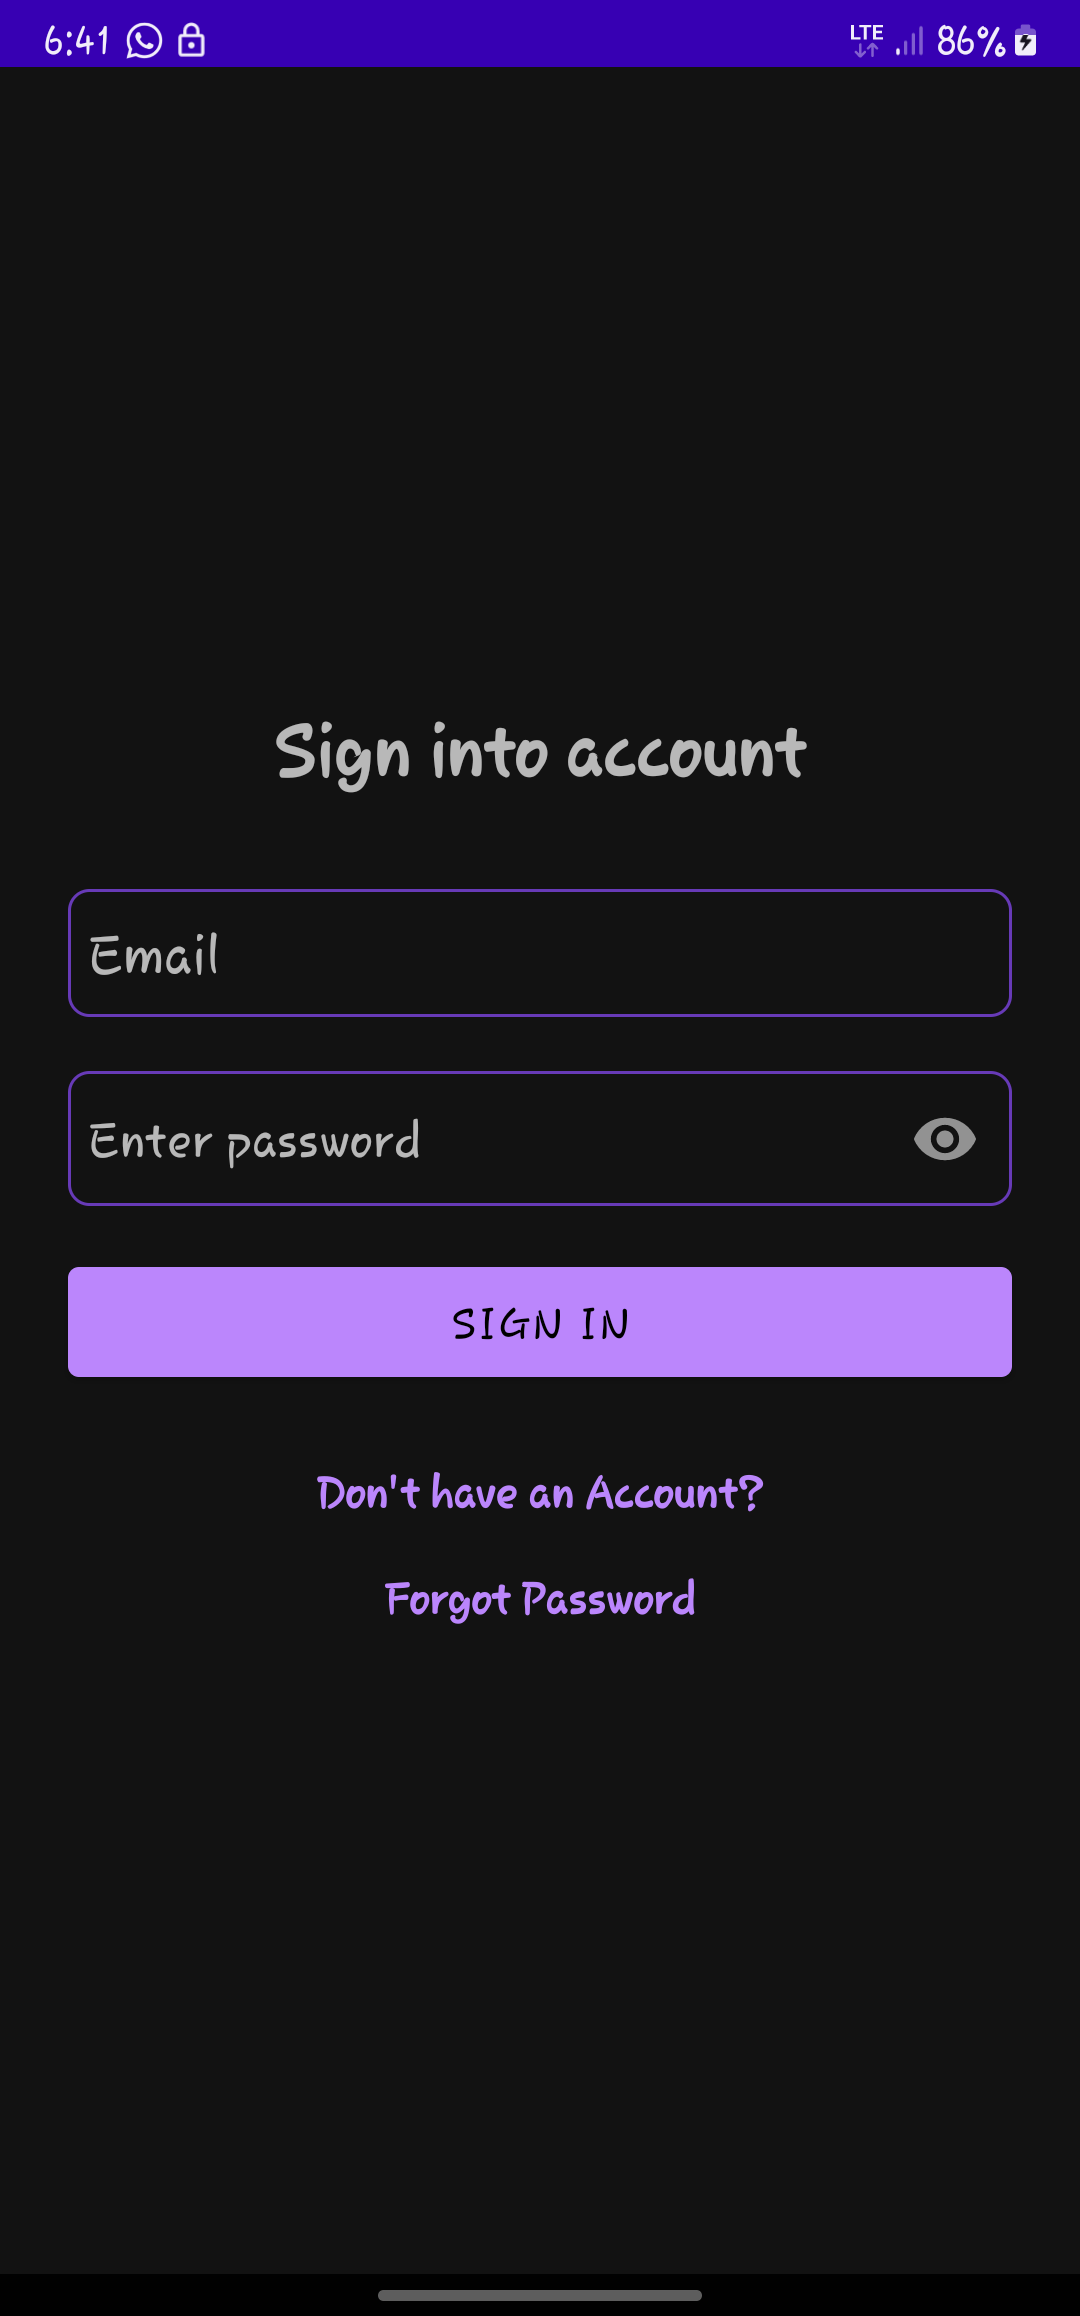 6:41 LTE 86%
Sign into account
Email
Enter password
SIGN IN
Don't have an Account?
Forgot Password